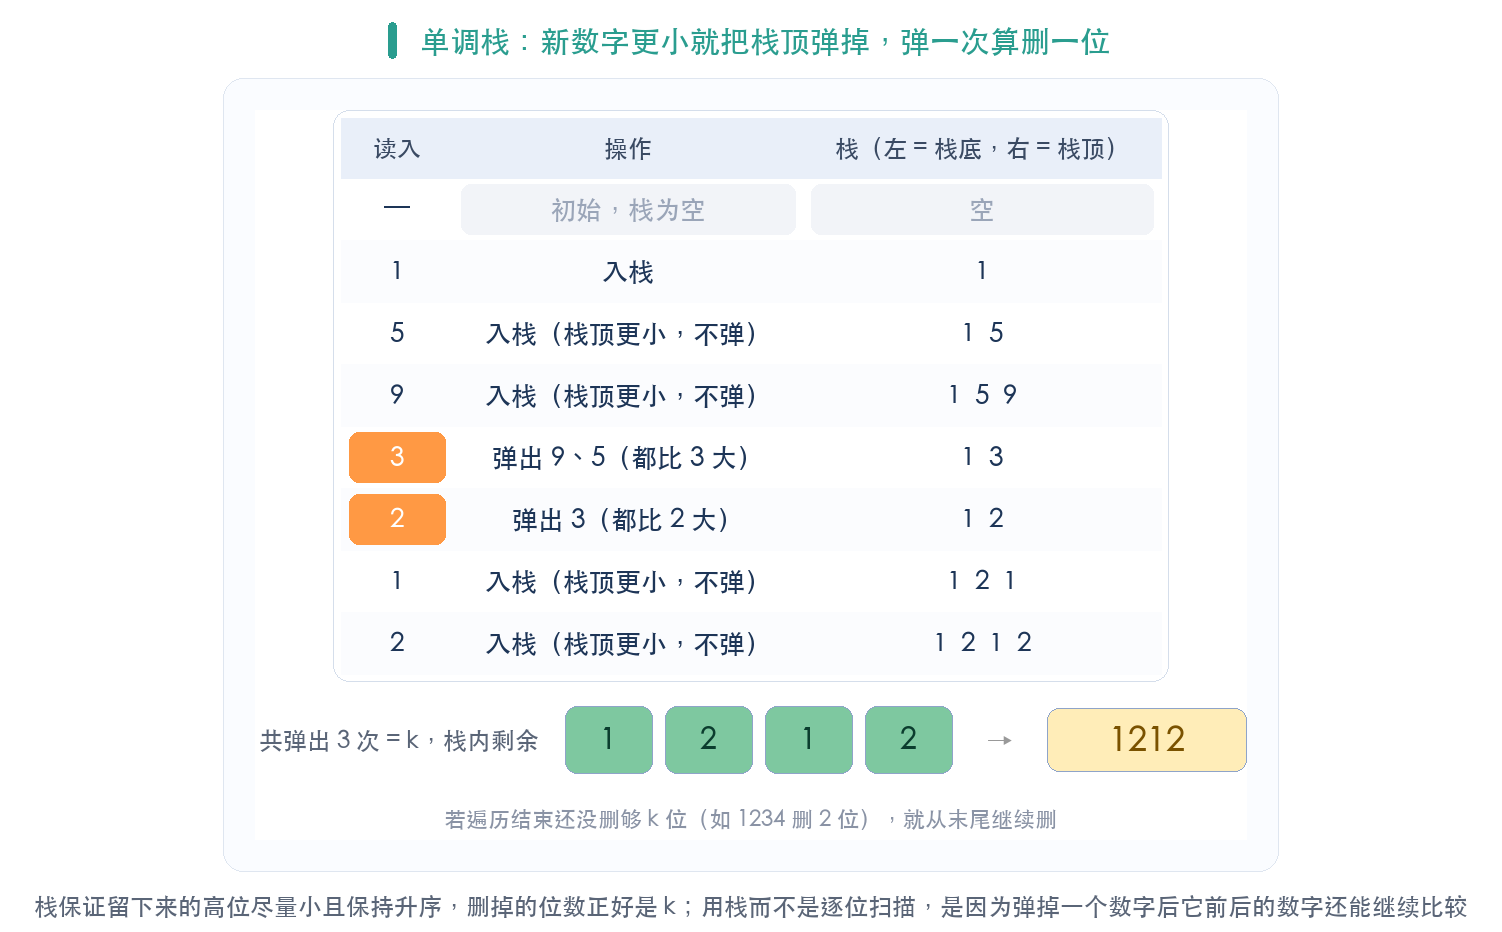 单调栈：新数字更小就把栈顶弹掉，弹一次算删一位
读入 操作 栈（左 = 栈底，右 = 栈顶）
— 初始，栈为空 空
1 入栈 1
5 入栈（栈顶更小，不弹） 1 5
9 入栈（栈顶更小，不弹） 1 5 9
3 弹出 9、5（都比 3 大） 1 3
2 弹出 3（都比 2 大） 1 2
1 入栈（栈顶更小，不弹） 1 2 1
2 入栈（栈顶更小，不弹） 1 2 1 2
共弹出 3 次 = k，栈内剩余 1 2 1 2 → 1212
若遍历结束还没删够 k 位（如 1234 删 2 位），就从末尾继续删
栈保证留下来的高位尽量小且保持升序，删掉的位数正好是 k；用栈而不是逐位扫描，是因为弹掉一个数字后它前后的数字还能继续比较